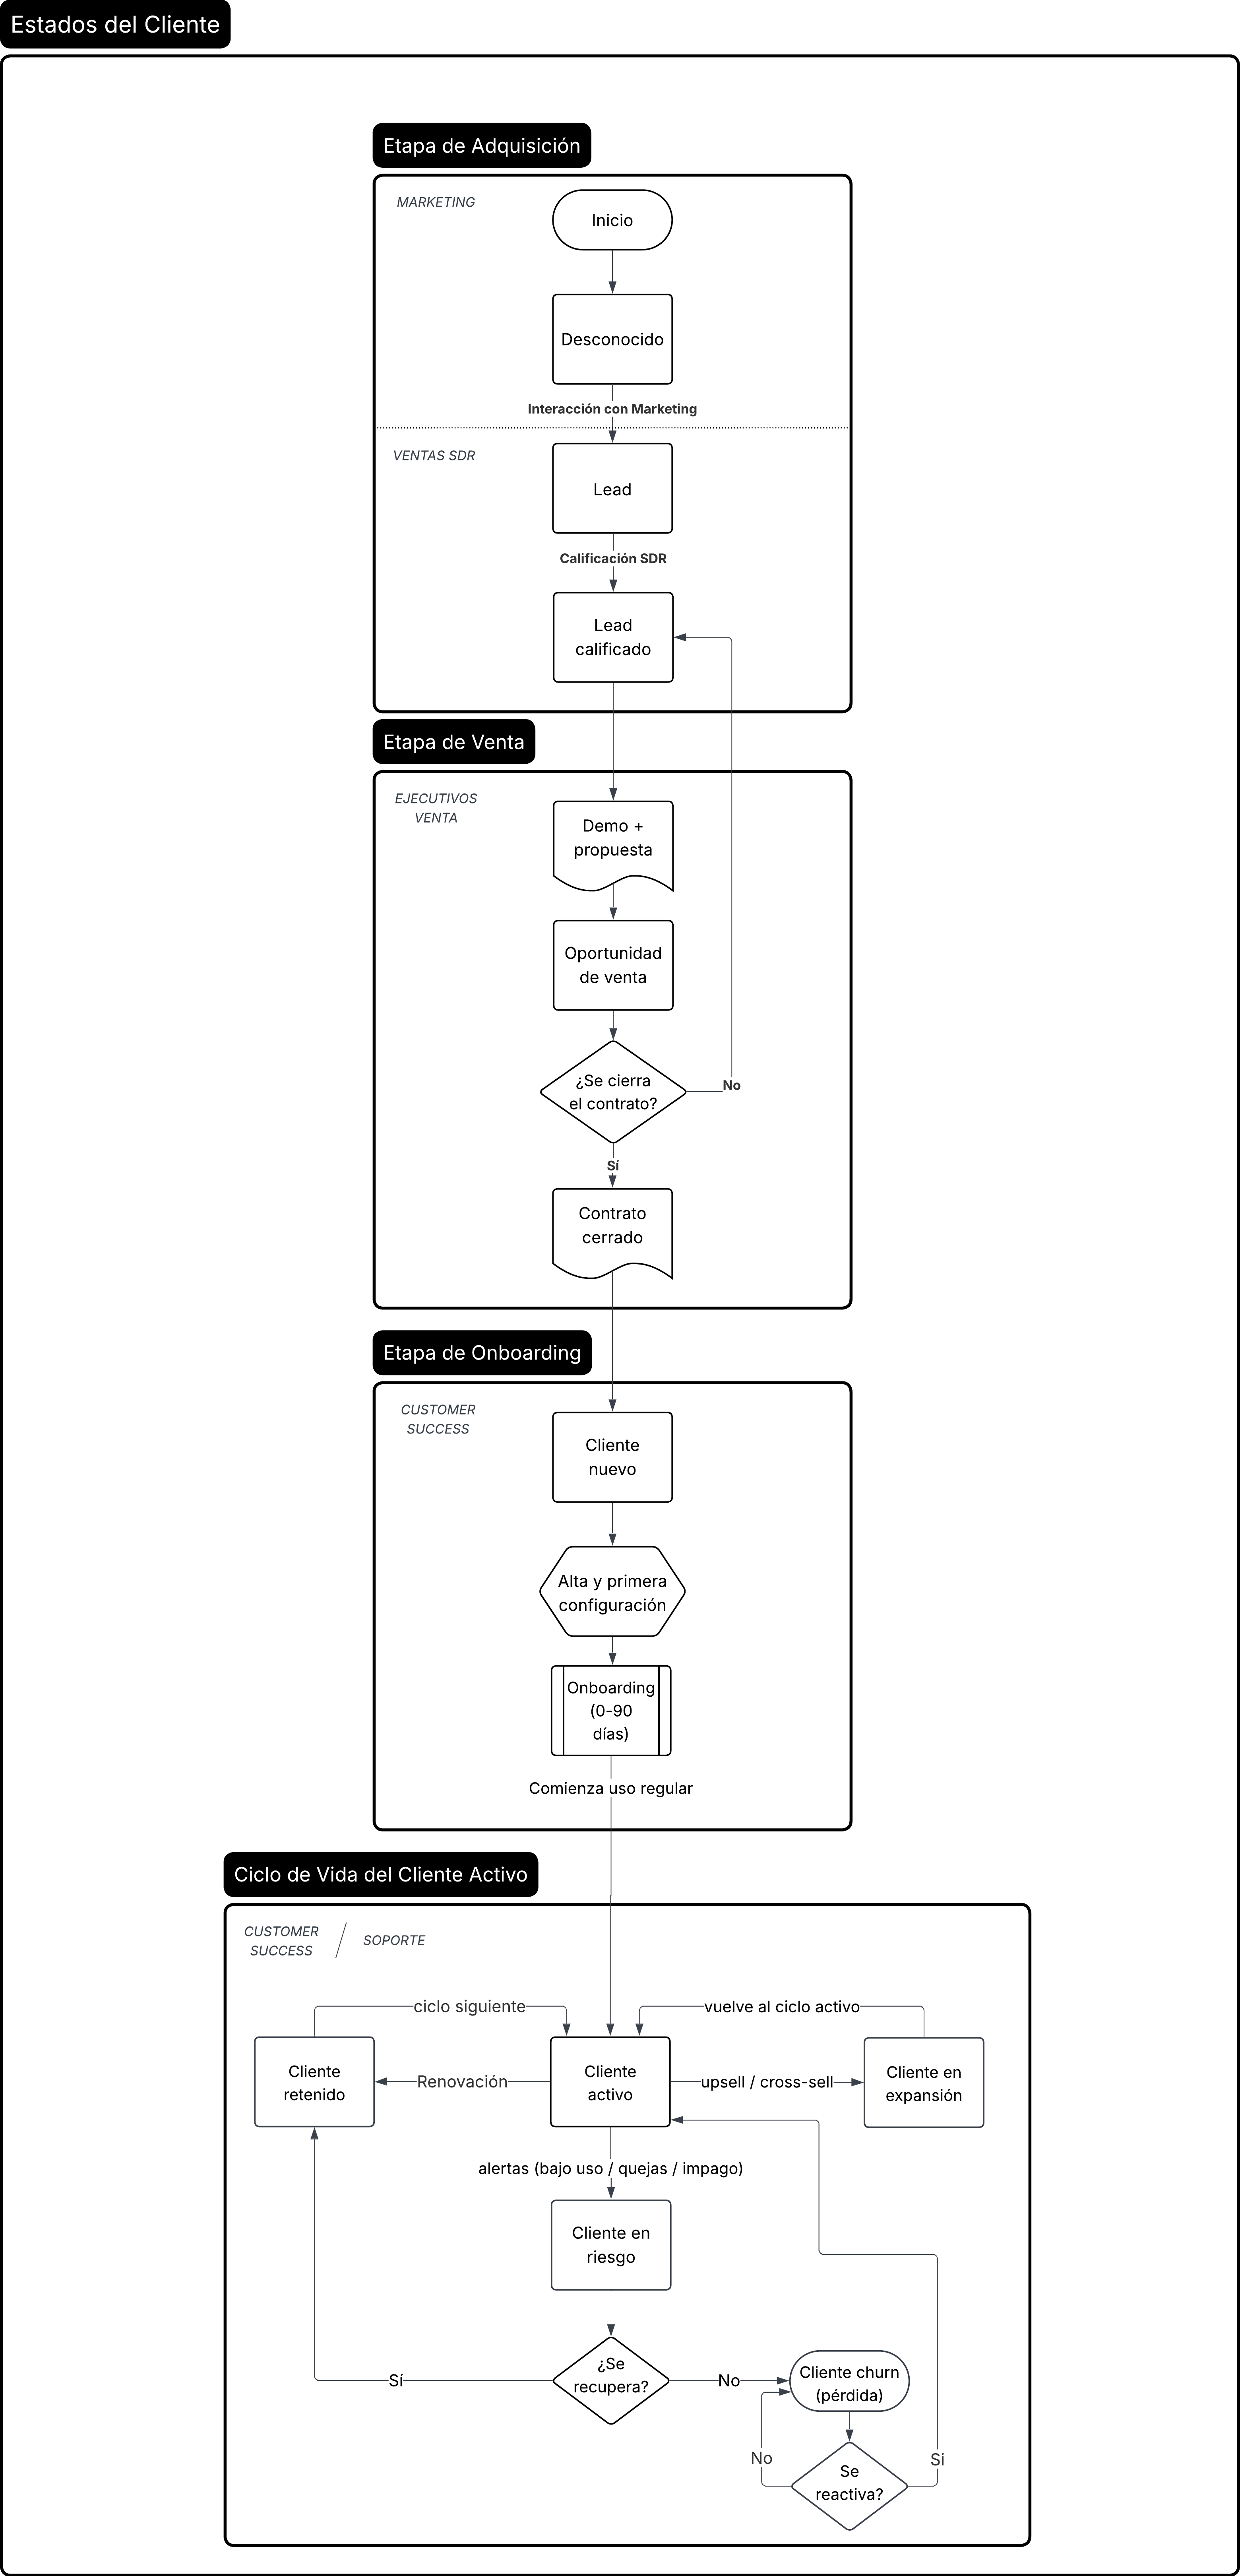 Estados del Cliente
Etapa de Adquisición
MARKETING
Inicio
Desconocido
Interacción con Marketing
VENTAS SDR
Lead
Calificación SDR
Lead
calificado
Etapa de Venta
EJECUTIVOS
VENTA
Demo +
propuesta
Oportunidad
de venta
¿Se cierra
el contrato?
No
Sí
Contrato
cerrado
Etapa de Onboarding
CUSTOMER
SUCCESS
Cliente
nuevo
Alta y primera
configuración
Onboarding
(0-90
días)
Comienza uso regular
Ciclo de Vida del Cliente Activo
CUSTOMER
SUCCESS
SOPORTE
ciclo siguiente
vuelve al ciclo activo
Cliente
retenido
Renovación
Cliente
activo
upsell / cross-sell
Cliente en
expansión
alertas (bajo uso / quejas / impago)
Cliente en
riesgo
¿Se
recupera?
Sí
No
Cliente churn
(pérdida)
No
Si
Se
reactiva?